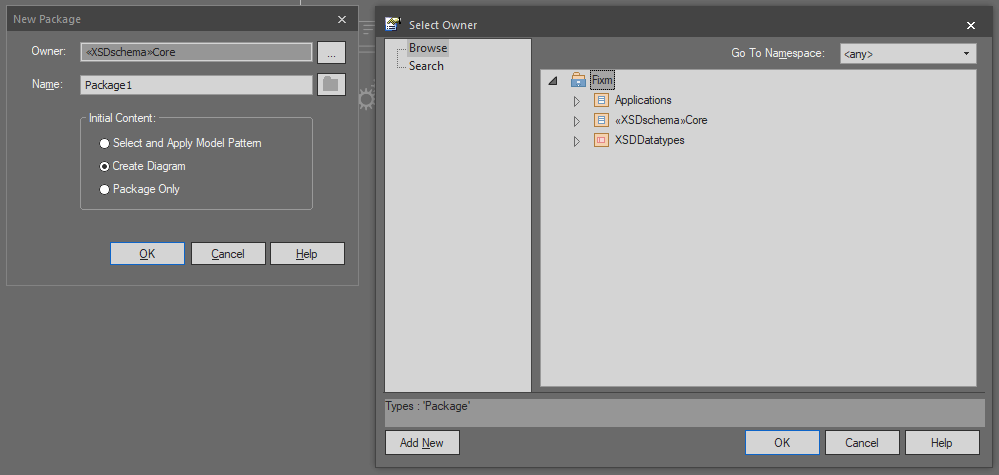 New Package
Owner:
«XSDschema»Core
...
Name:
Package1
Initial Content:
Select and Apply Model Pattern
Create Diagram
Package Only
OK
Cancel
Help
Select Owner
Browse
Search
Go To Namespace:
<any>
Fixm
Applications
«XSDschema»Core
XSDDatatypes
Types : 'Package'
Add New
OK
Cancel
Help